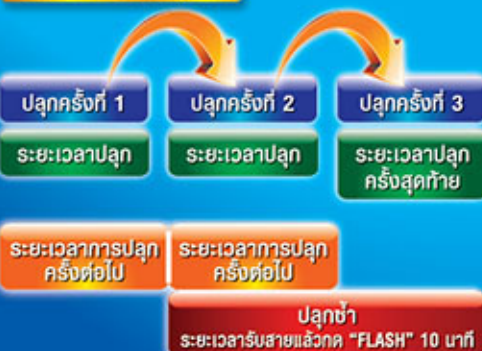 ปลุกครั้งที่ 1 ปลุกครั้งที่ 2 ปลุกครั้งที่ 3
ระยะเวลาปลุก ระยะเวลาปลุก ระยะเวลาปลุก
ครั้งสุดท้าย
ระยะเวลาการปลุก ระยะเวลาการปลุก
ครั้งต่อไป ครั้งต่อไป
ปลุกซ้ำ
ระยะเวลารับสายแล้วกด "FLASH" 10 นาที